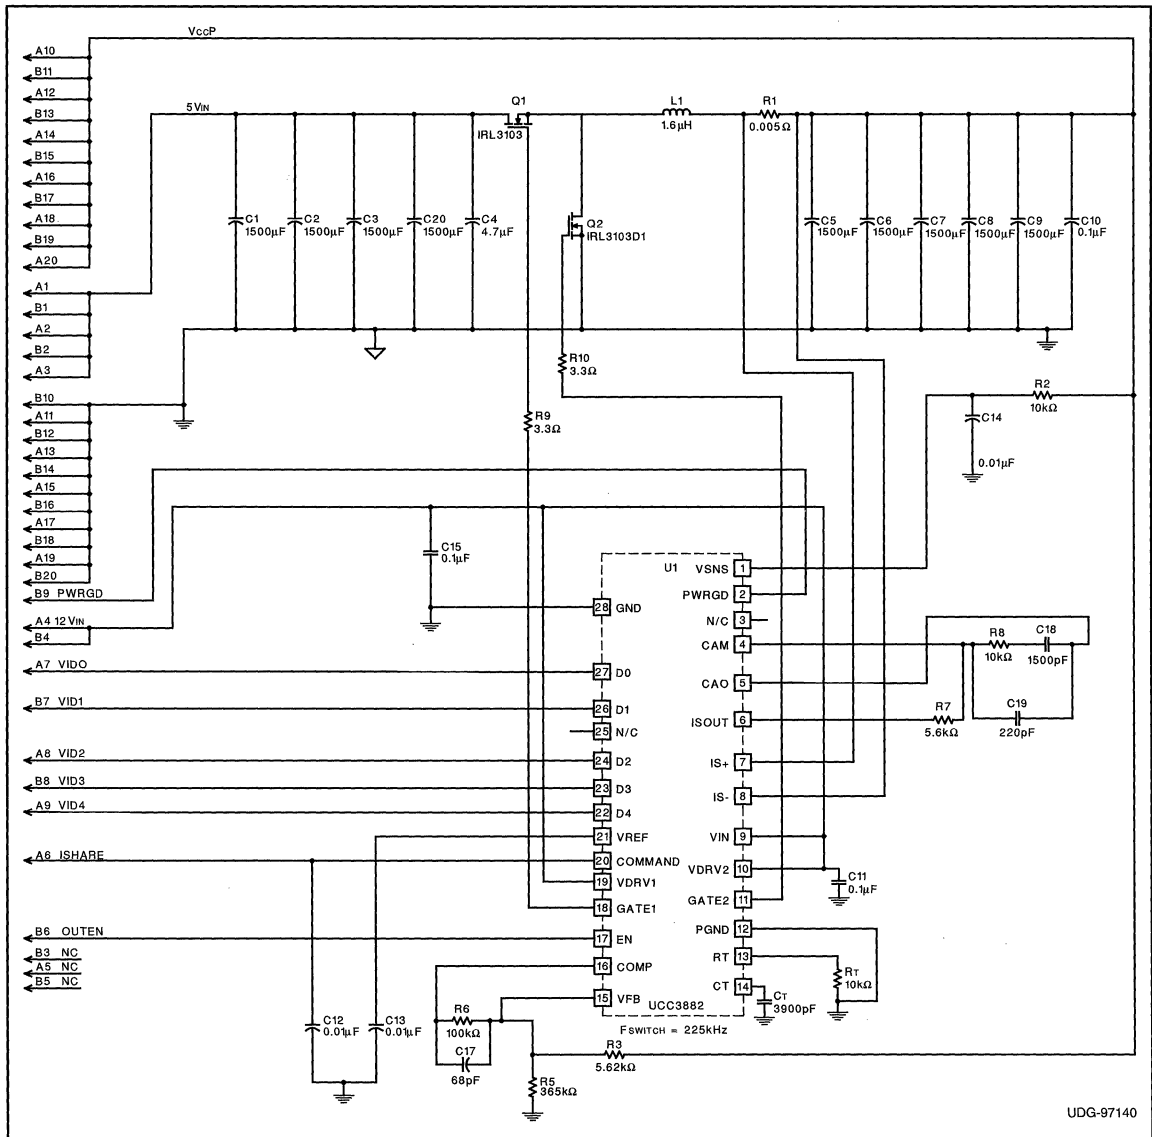 VCCP
A10
B11
A12
B13
A14
B15
A16
B17
A18
B19
A20
A1
B1
A2
B2
A3
B10
A11
B12
A13
B14
A15
B16
A17
B18
A19
B20
B9 PWRGD
A4 12VIN
B4
A7 VID0
B7 VID1
A8 VID2
B8 VID3
A9 VID4
A6 ISHARE
B6 OUTEN
B3 NC
A5 NC
B5 NC
5VIN
Q1
IRL3103
L1
1.6µH
R1
0.005Ω
C1
1500µF
C2
1500µF
C3
1500µF
C20
1500µF
C4
4.7µF
Q2
IRL3103D1
C5
1500µF
C6
1500µF
C7
1500µF
C8
1500µF
C9
1500µF
C10
0.1µF
R10
3.3Ω
R9
3.3Ω
R2
10kΩ
C14
0.01µF
C15
0.1µF
U1
28 GND
27 D0
26 D1
25 N/C
24 D2
23 D3
22 D4
21 VREF
20 COMMAND
19 VDRV1
18 GATE1
17 EN
16 COMP
15 VFB
VSNS 1
PWRGD 2
N/C 3
CAM 4
CAO 5
ISOUT 6
IS+ 7
IS- 8
VIN 9
VDRV2 10
GATE2 11
PGND 12
RT 13
CT 14
UCC3882
R8
10kΩ
C18
1500pF
C19
220pF
R7
5.6kΩ
C11
0.1µF
RT
10kΩ
CT
3900pF
FSWITCH = 225kHz
C12
0.01µF
C13
0.01µF
R6
100kΩ
C17
68pF
R3
5.62kΩ
R5
365kΩ
UDG-97140